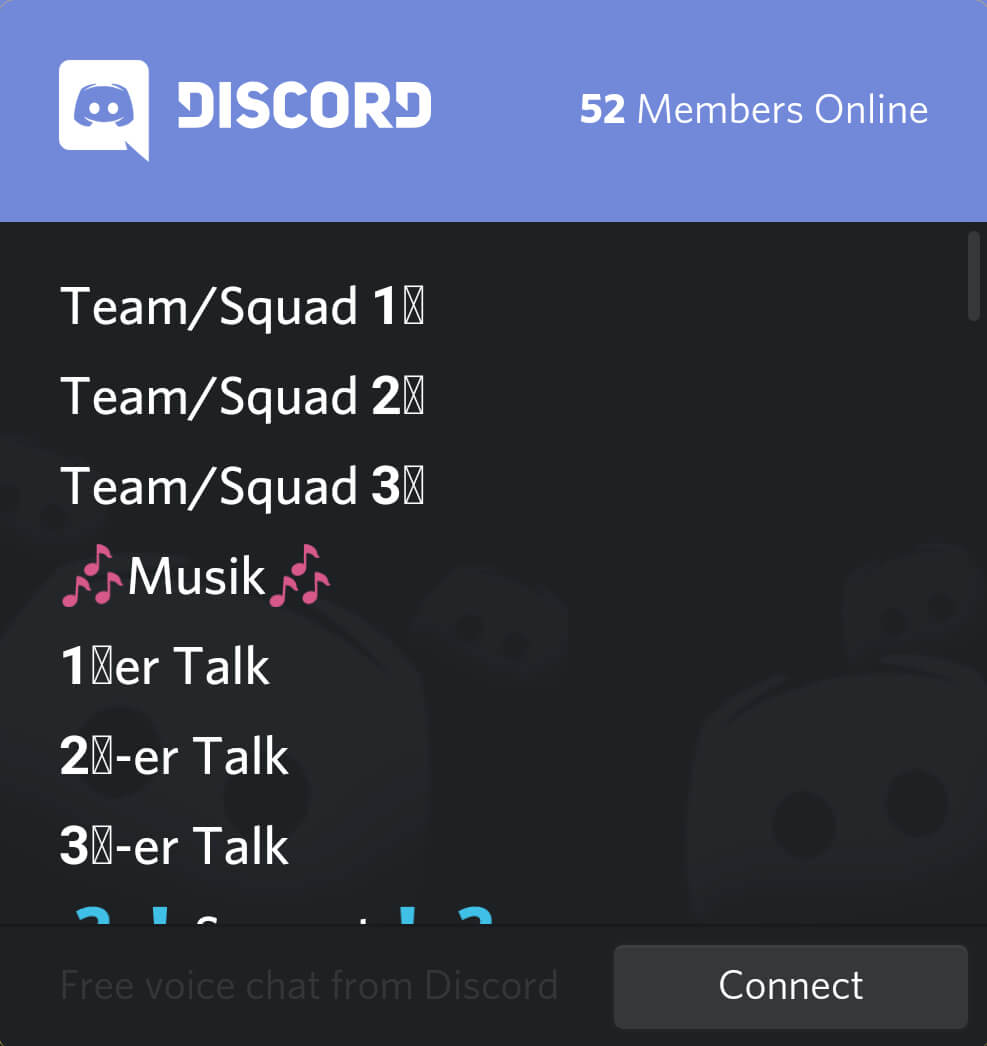 DISCORD
52 Members Online
Team/Squad 1
Team/Squad 2
Team/Squad 3
🎶Musik🎶
1er Talk
2-er Talk
3-er Talk
Free voice chat from Discord
Connect